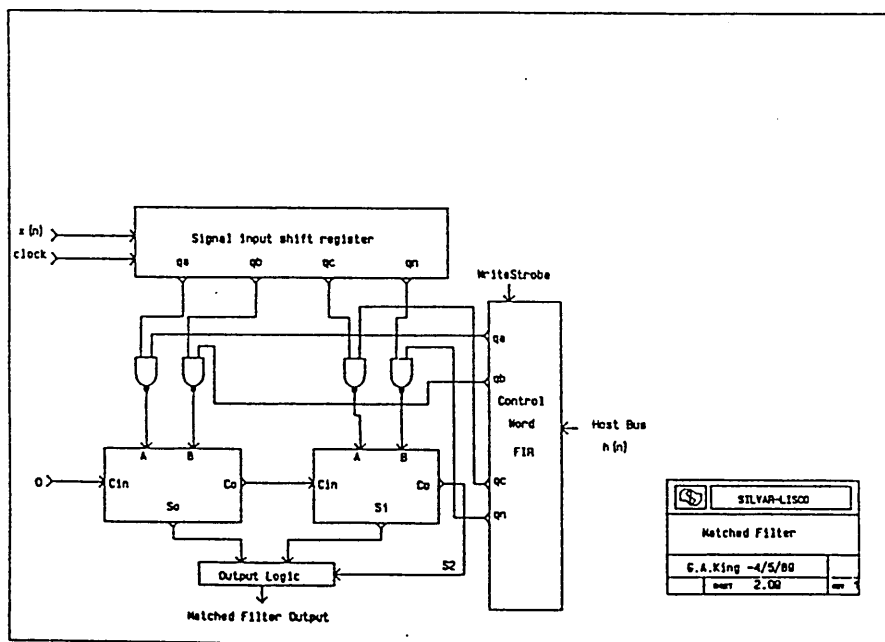 x(n)
clock
Signal input shift register
qa qb qc qn
WriteStrobe
qa
qb
Control
Word
FIR
Host Bus
h(n)
qc
qn
A B
A B
0
Cin Co
Cin Co
So
S1
S2
Output Logic
Matched Filter Output
SILVAR-LISCO
Matched Filter
G.A.King -4/5/89
SHEET 2.00